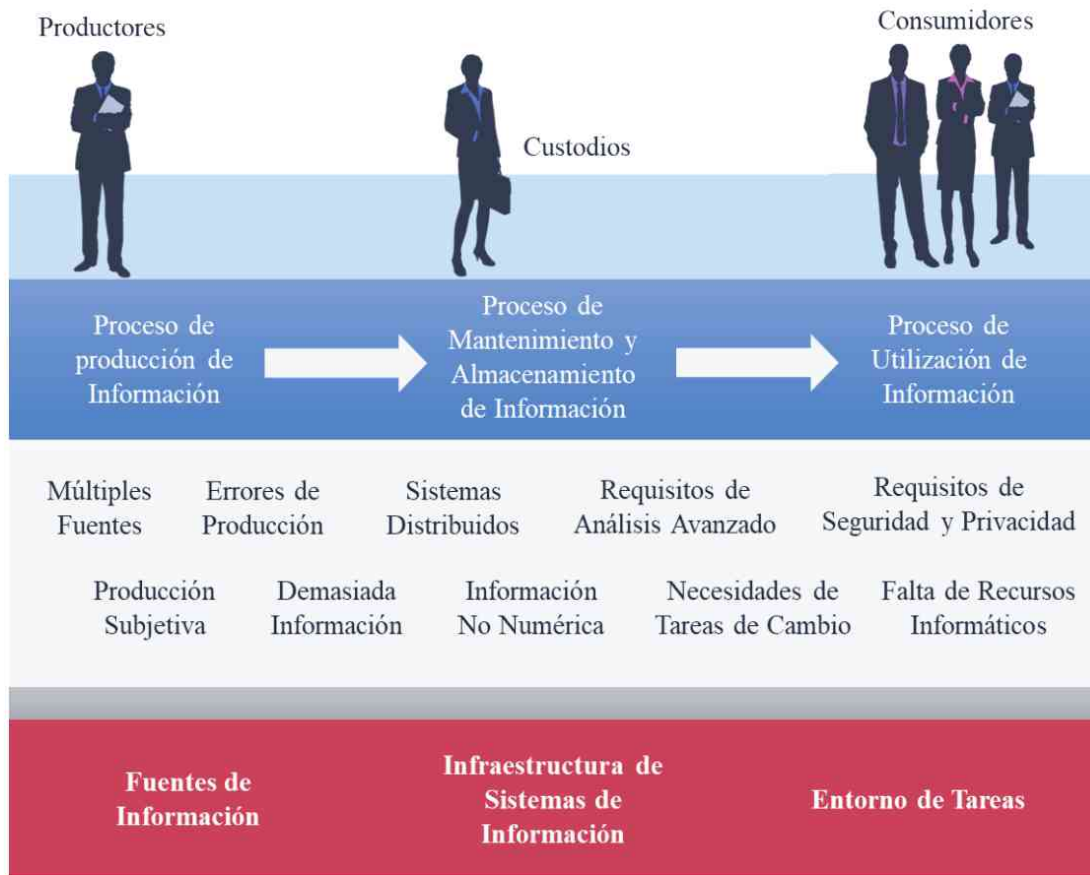 Productores
Consumidores
Custodios
Proceso de
producción de
Información
Proceso de
Mantenimiento y
Almacenamiento
de Información
Proceso de
Utilización de
Información
Múltiples
Fuentes
Errores de
Producción
Sistemas
Distribuidos
Requisitos de
Análisis Avanzado
Requisitos de
Seguridad y Privacidad
Producción
Subjetiva
Demasiada
Información
Información
No Numérica
Necesidades de
Tareas de Cambio
Falta de Recursos
Informáticos
Fuentes de
Información
Infraestructura de
Sistemas de
Información
Entorno de Tareas